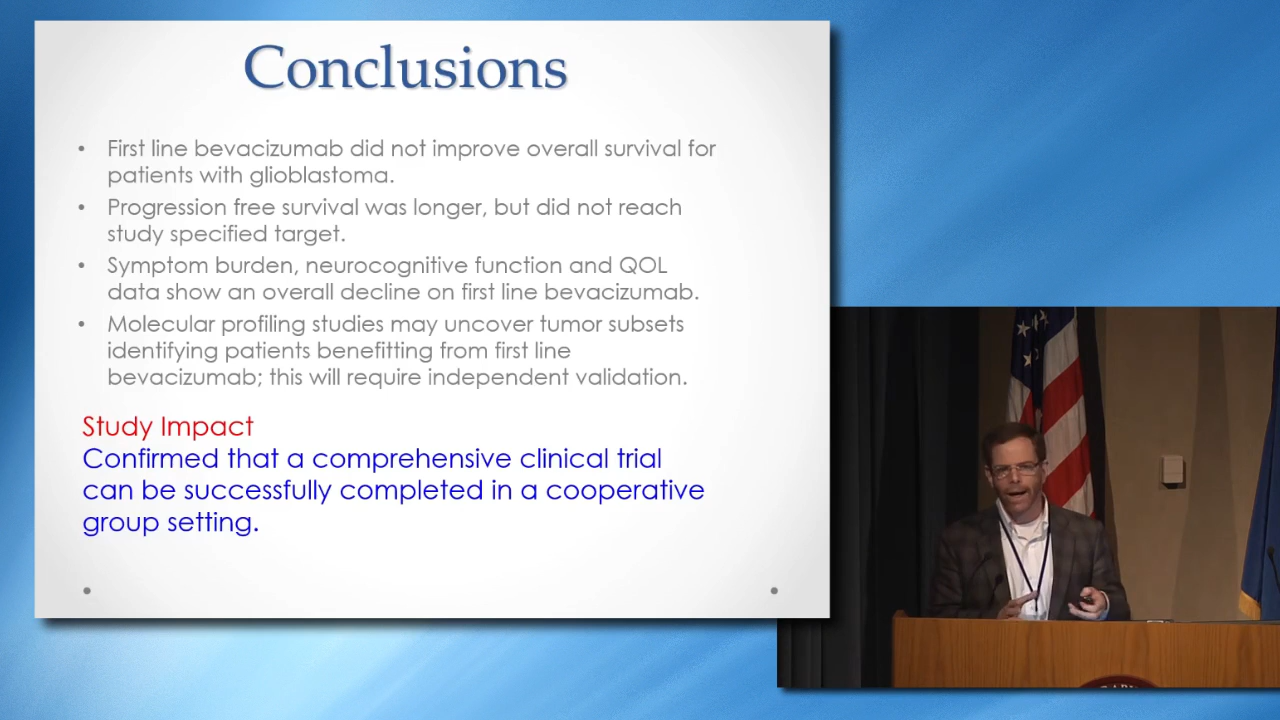 Conclusions
• First line bevacizumab did not improve overall survival for
patients with glioblastoma.
• Progression free survival was longer, but did not reach
study specified target.
• Symptom burden, neurocognitive function and QOL
data show an overall decline on first line bevacizumab.
• Molecular profiling studies may uncover tumor subsets
identifying patients benefitting from first line
bevacizumab; this will require independent validation.
Study Impact
Confirmed that a comprehensive clinical trial
can be successfully completed in a cooperative
group setting.